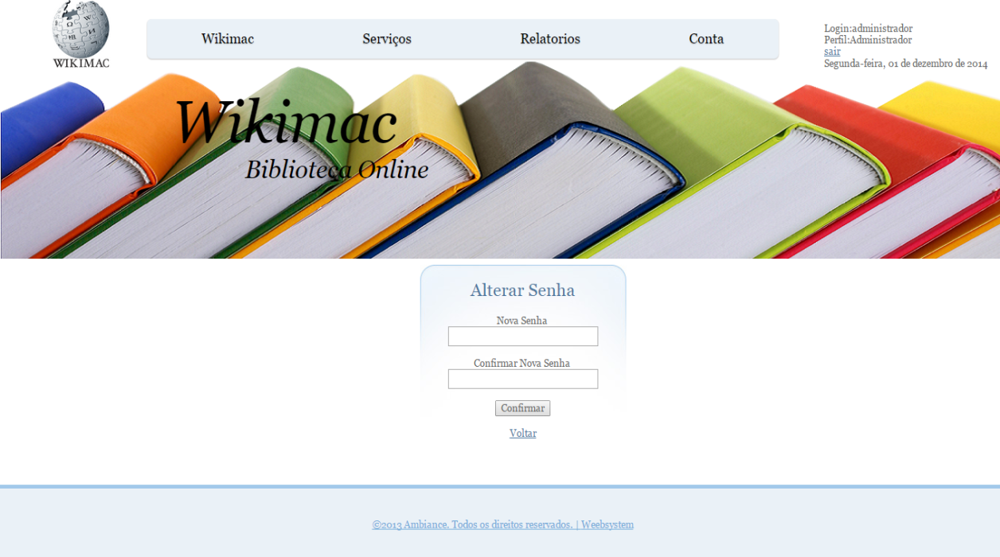 WIKIMAC
Wikimac
Serviços
Relatorios
Conta
Login:administrador
Perfil:Administrador
sair
Segunda-feira, 01 de dezembro de 2014
Wikimac
Biblioteca Online
Alterar Senha
Nova Senha
Confirmar Nova Senha
Confirmar
Voltar
©2013 Ambiance. Todos os direitos reservados. | Weebsystem